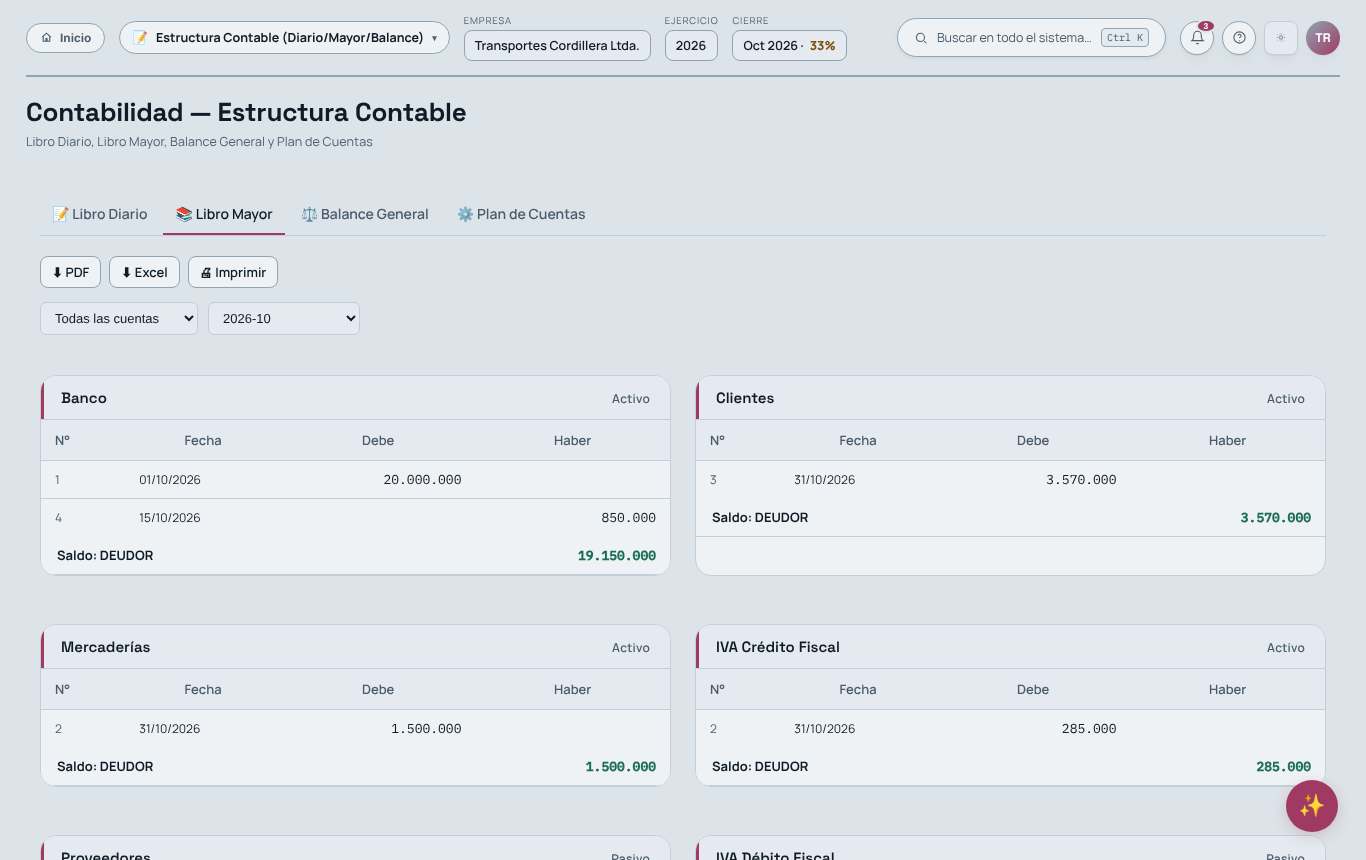 Inicio
📝 Estructura Contable (Diario/Mayor/Balance) ▾
EMPRESA
Transportes Cordillera Ltda.
EJERCICIO
2026
CIERRE
Oct 2026 · 33%
Buscar en todo el sistema... Ctrl K
3
TR
Contabilidad — Estructura Contable
Libro Diario, Libro Mayor, Balance General y Plan de Cuentas
📝 Libro Diario 📚 Libro Mayor ⚖️ Balance General ⚙️ Plan de Cuentas
⬇ PDF ⬇ Excel 🖨 Imprimir
Todas las cuentas 2026-10
Banco Activo
N° Fecha Debe Haber
1 01/10/2026 20.000.000
4 15/10/2026 850.000
Saldo: DEUDOR 19.150.000
Clientes Activo
N° Fecha Debe Haber
3 31/10/2026 3.570.000
Saldo: DEUDOR 3.570.000
Mercaderías Activo
N° Fecha Debe Haber
2 31/10/2026 1.500.000
Saldo: DEUDOR 1.500.000
IVA Crédito Fiscal Activo
N° Fecha Debe Haber
2 31/10/2026 285.000
Saldo: DEUDOR 285.000
Proveedores Pasivo
IVA Débito Fiscal Pasivo